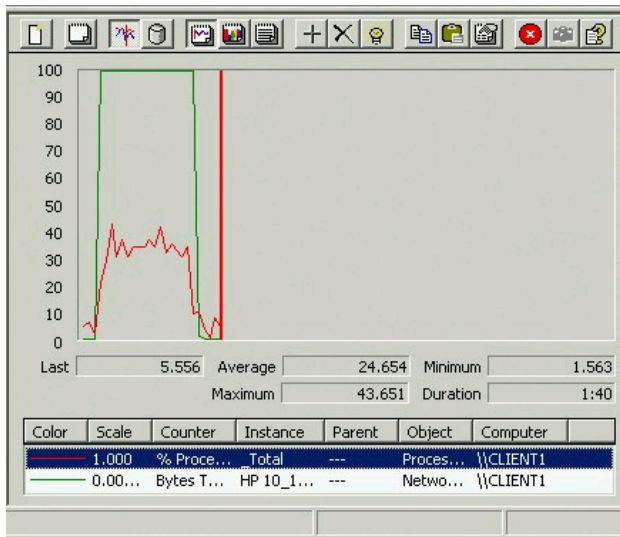 100
90
80
70
60
50
40
30
20
10
0
Last 5.556 Average 24.654 Minimum 1.563
Maximum 43.651 Duration 1:40
Color Scale Counter Instance Parent Object Computer
1.000 % Proce... _Total --- Proces... \\CLIENT1
0.00... Bytes T... HP 10_1... --- Netwo... \\CLIENT1